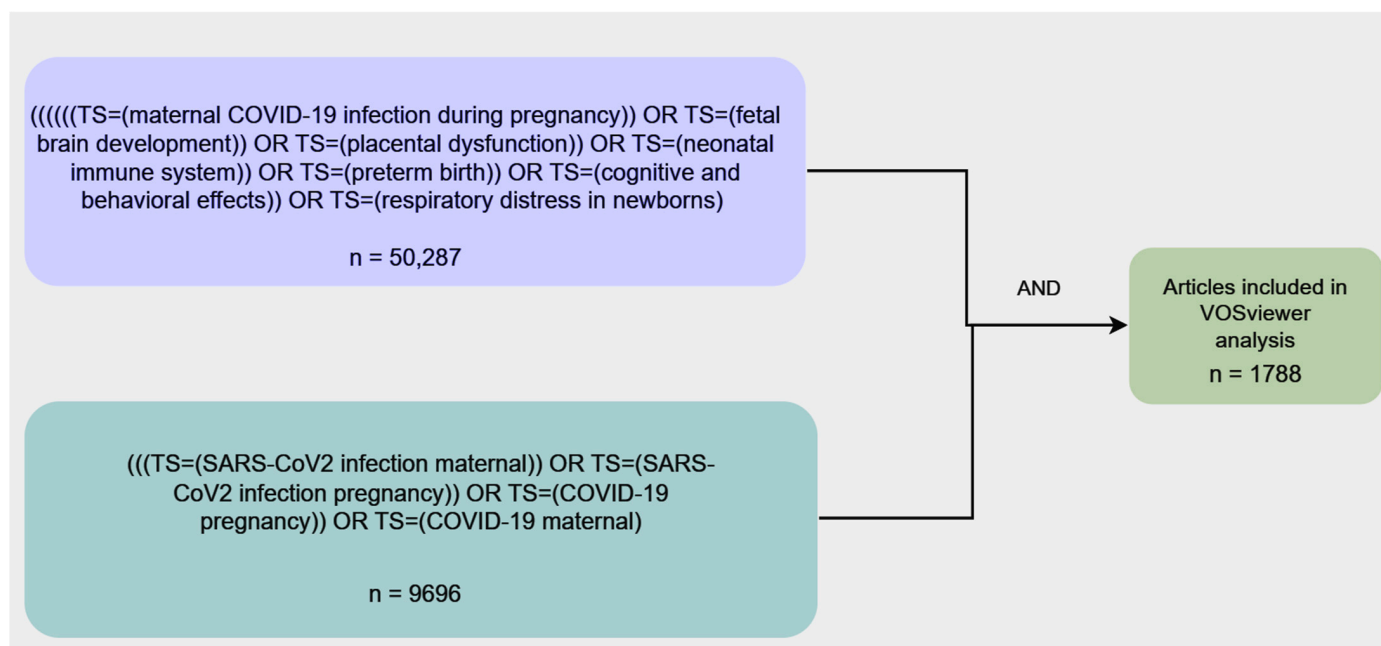 ((((((TS=(maternal COVID-19 infection during pregnancy)) OR TS=(fetal
brain development)) OR TS=(placental dysfunction)) OR TS=(neonatal
immune system)) OR TS=(preterm birth)) OR TS=(cognitive and
behavioral effects)) OR TS=(respiratory distress in newborns)
n = 50,287
(((TS=(SARS-CoV2 infection maternal)) OR TS=(SARS-
CoV2 infection pregnancy)) OR TS=(COVID-19
pregnancy)) OR TS=(COVID-19 maternal)
n = 9696
AND
Articles included in
VOSviewer
analysis
n = 1788